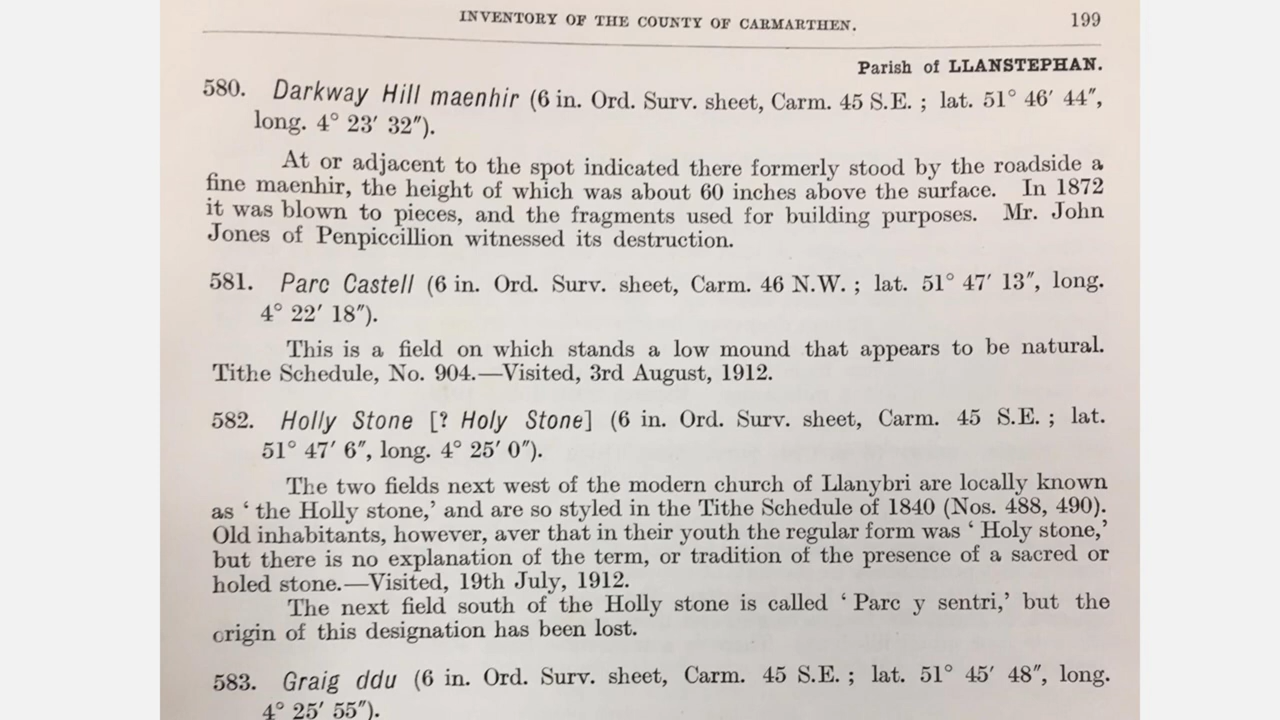 INVENTORY OF THE COUNTY OF CARMARTHEN. 199
Parish of LLANSTEPHAN.
580. Darkway Hill maenhir (6 in. Ord. Surv. sheet, Carm. 45 S.E. ; lat. 51° 46′ 44″,
long. 4° 23′ 32″).
At or adjacent to the spot indicated there formerly stood by the roadside a
fine maenhir, the height of which was about 60 inches above the surface. In 1872
it was blown to pieces, and the fragments used for building purposes. Mr. John
Jones of Penpiccillion witnessed its destruction.
581. Parc Castell (6 in. Ord. Surv. sheet, Carm. 46 N.W. ; lat. 51° 47′ 13″, long.
4° 22′ 18″).
This is a field on which stands a low mound that appears to be natural.
Tithe Schedule, No. 904.—Visited, 3rd August, 1912.
582. Holly Stone [? Holy Stone] (6 in. Ord. Surv. sheet, Carm. 45 S.E. ; lat.
51° 47′ 6″, long. 4° 25′ 0″).
The two fields next west of the modern church of Llanybri are locally known
as ‘ the Holly stone,’ and are so styled in the Tithe Schedule of 1840 (Nos. 488, 490).
Old inhabitants, however, aver that in their youth the regular form was ‘ Holy stone,’
but there is no explanation of the term, or tradition of the presence of a sacred or
holed stone.—Visited, 19th July, 1912.
The next field south of the Holly stone is called ‘ Parc y sentri,’ but the
origin of this designation has been lost.
583. Graig ddu (6 in. Ord. Surv. sheet, Carm. 45 S.E. ; lat. 51° 45′ 48″, long.
4° 25′ 55″).